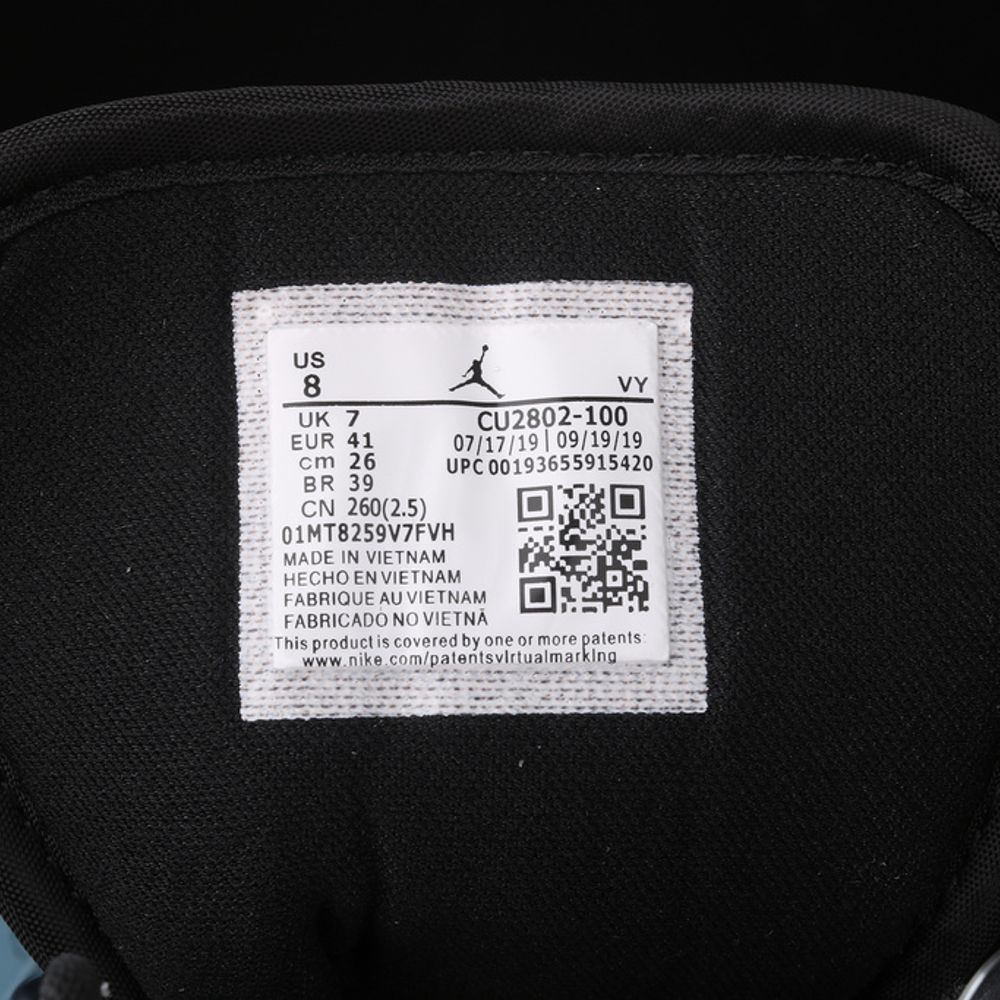 US
8
VY
UK 7
EUR 41
cm 26
BR 39
CN 260(2.5)
CU2802-100
07/17/19 | 09/19/19
UPC 00193655915420
01MT8259V7FVH
MADE IN VIETNAM
HECHO EN VIETNAM
FABRIQUE AU VIETNAM
FABRICADO NO VIETNÃ
This product is covered by one or more patents:
www.nike.com/patentsvlrtualmarklng